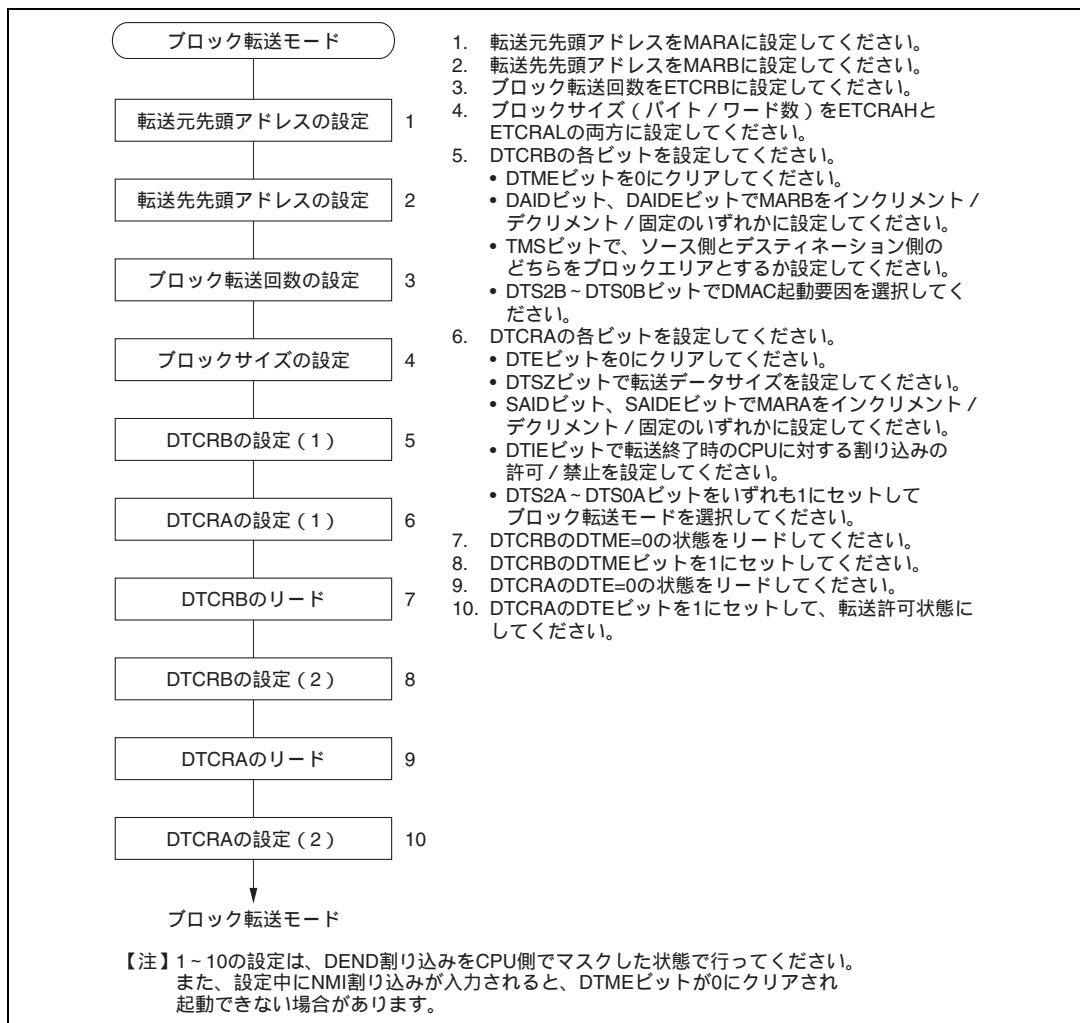 ブロック転送モード
転送元先頭アドレスの設定 1
転送先先頭アドレスの設定 2
ブロック転送回数の設定 3
ブロックサイズの設定 4
DTCRBの設定(1) 5
DTCRAの設定(1) 6
DTCRBのリード 7
DTCRBの設定(2) 8
DTCRAのリード 9
DTCRAの設定(2) 10
ブロック転送モード
1. 転送元先頭アドレスをMARAに設定してください。
2. 転送先先頭アドレスをMARBに設定してください。
3. ブロック転送回数をETCRBに設定してください。
4. ブロックサイズ(バイト/ワード数)をETCRAHと
ETCRALの両方に設定してください。
5. DTCRBの各ビットを設定してください。
• DTMEビットを0にクリアしてください。
• DAIDビット、DAIDEビットでMARBをインクリメント/
デクリメント/固定のいずれかに設定してください。
• TMSビットで、ソース側とデスティネーション側の
どちらをブロックエリアとするか設定してください。
• DTS2B~DTS0BビットでDMAC起動要因を選択してく
ださい。
6. DTCRAの各ビットを設定してください。
• DTEビットを0にクリアしてください。
• DTSZビットで転送データサイズを設定してください。
• SAIDビット、SAIDEビットでMARAをインクリメント/
デクリメント/固定のいずれかに設定してください。
• DTIEビットで転送終了時のCPUに対する割り込みの
許可/禁止を設定してください。
• DTS2A~DTS0Aビットをいずれも1にセットして
ブロック転送モードを選択してください。
7. DTCRBのDTME=0の状態をリードしてください。
8. DTCRBのDTMEビットを1にセットしてください。
9. DTCRAのDTE=0の状態をリードしてください。
10. DTCRAのDTEビットを1にセットして、転送許可状態に
してください。
【注】1~10の設定は、DEND割り込みをCPU側でマスクした状態で行ってください。
また、設定中にNMI割り込みが入力されると、DTMEビットが0にクリアされ
起動できない場合があります。